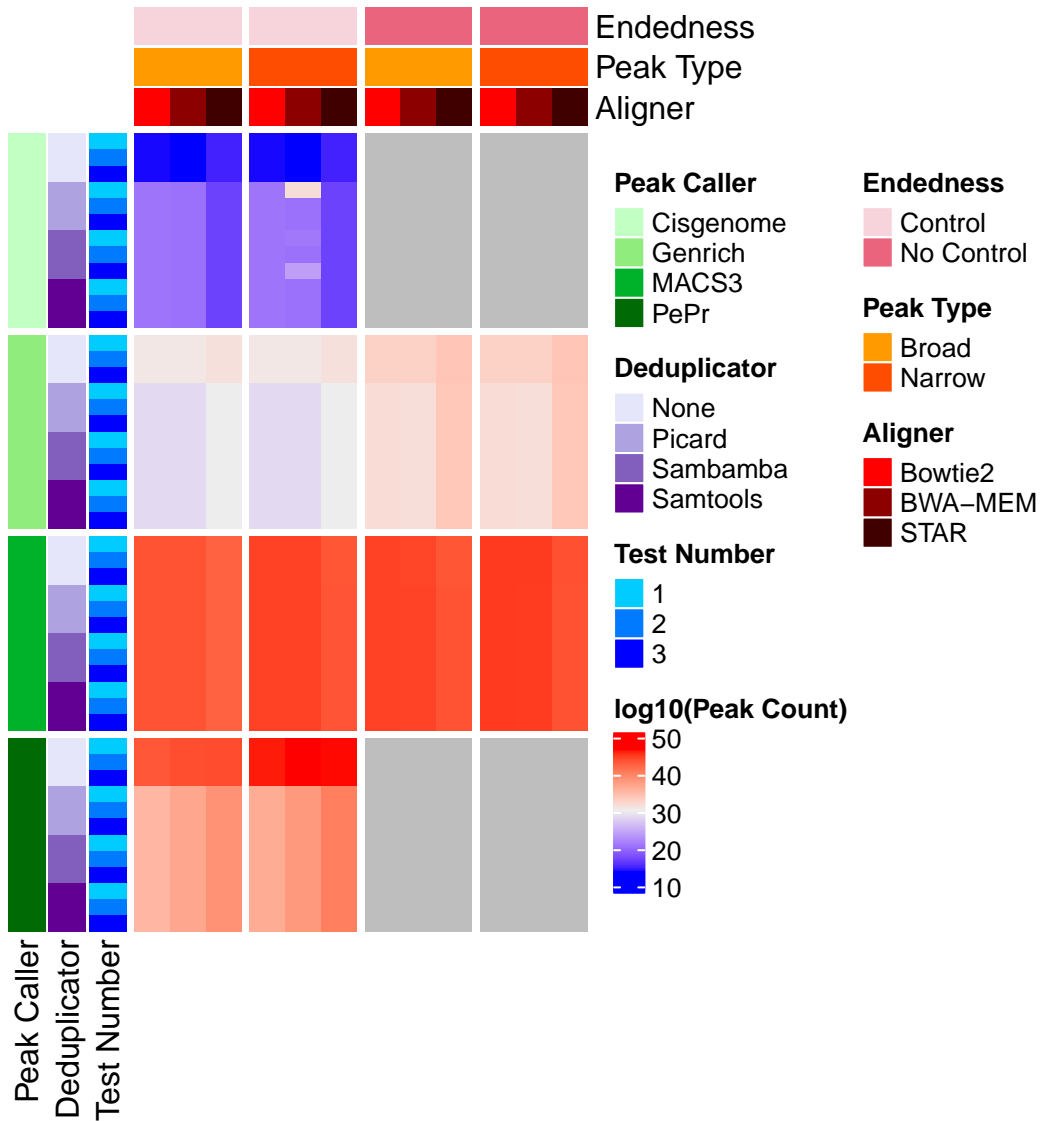 Endedness
Peak Type
Aligner
Peak Caller
Cisgenome
Genrich
MACS3
PePr
Deduplicator
None
Picard
Sambamba
Samtools
Test Number
1
2
3
log10(Peak Count)
50
40
30
20
10
Endedness
Control
No Control
Peak Type
Broad
Narrow
Aligner
Bowtie2
BWA−MEM
STAR
Peak Caller
Deduplicator
Test Number